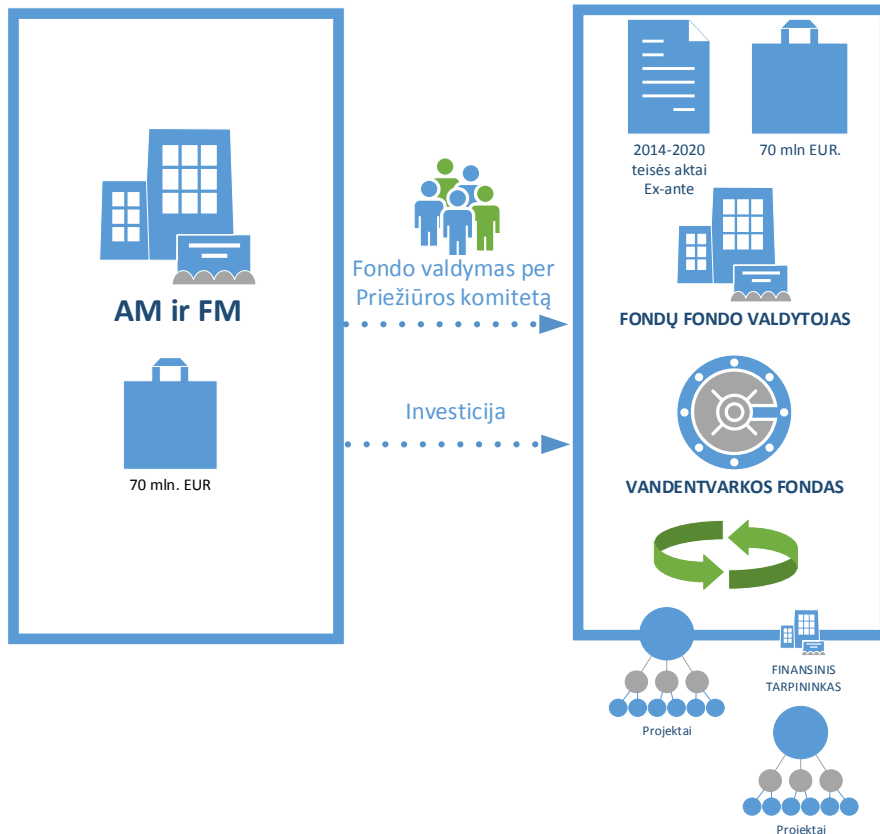 AM ir FM
70 mln. EUR
Fondo valdymas per
Priežiūros komitetą
Investicija
2014-2020
teisės aktai
Ex-ante
70 mln EUR.
FONDŲ FONDO VALDYTOJAS
VANDENTVARKOS FONDAS
FINANSINIS
TARPININKAS
Projektai
Projektai